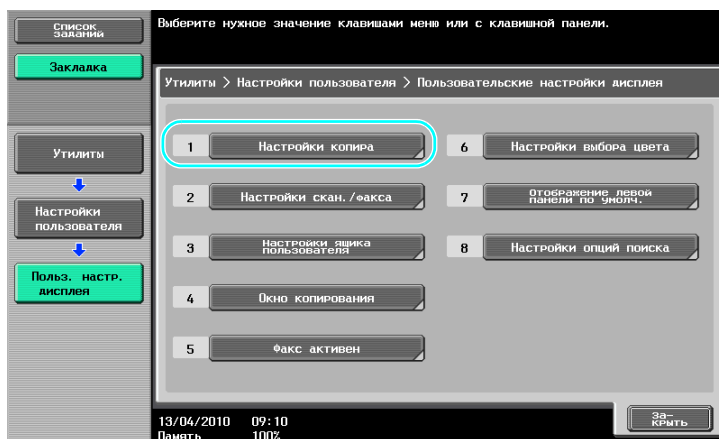 Список
заданий
Выберите нужное значение клавишами меню или с клавишной панели.
Закладка
Утилиты > Настройки пользователя > Пользовательские настройки дисплея
1 Настройки копира
6 Настройки выбора цвета
Утилиты
2 Настройки скан./факса
7 Отображение левой
панели по умолч.
Настройки
пользователя
3 Настройки ящика
пользователя
8 Настройки опций поиска
Польз. настр.
дисплея
4 Окно копирования
5 Факс активен
13/04/2010 09:10
Память 100%
За-
крыть